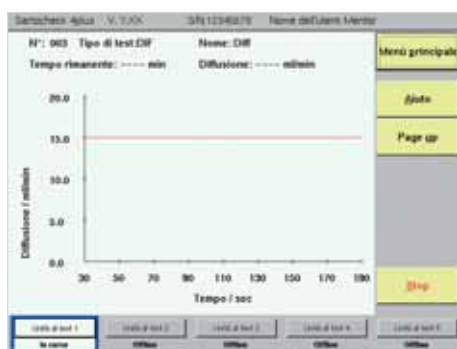 Sartocheck 4plus V. Y.XX S/N:12345678 Nome dell'utente: Mentor
N°: 003 Tipo di test:Dif Nome: Diff
Tempo rimanente: ---- min Diffusione: ---- ml/min
Menù principale
Aiuto
Page up
Stop
Diffusione / ml/min
20.0
15.0
10.0
5.0
0.0
30 50 70 90 110 130 150 170 190
Tempo / sec
Unità di test 1 Unità di test 2 Unità di test 3 Unità di test 4 Unità di test 5
In corso Offline Offline Offline Offline